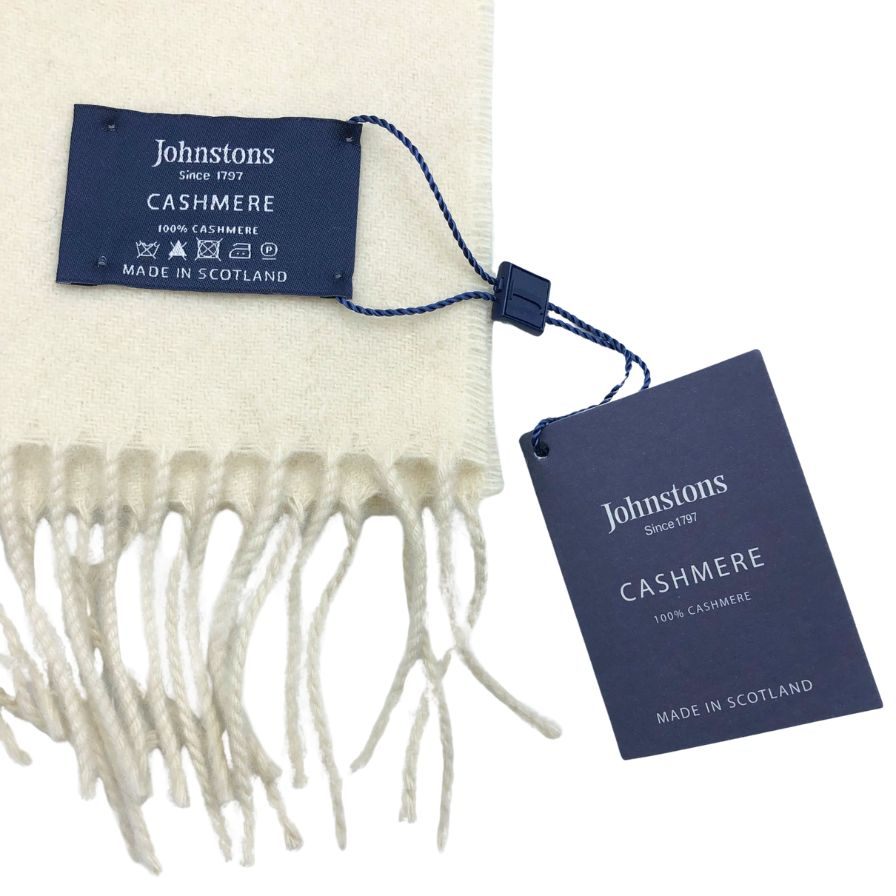 Johnstons
Since 1797
CASHMERE
100% CASHMERE
P
MADE IN SCOTLAND
Johnstons
Since 1797
CASHMERE
100% CASHMERE
MADE IN SCOTLAND